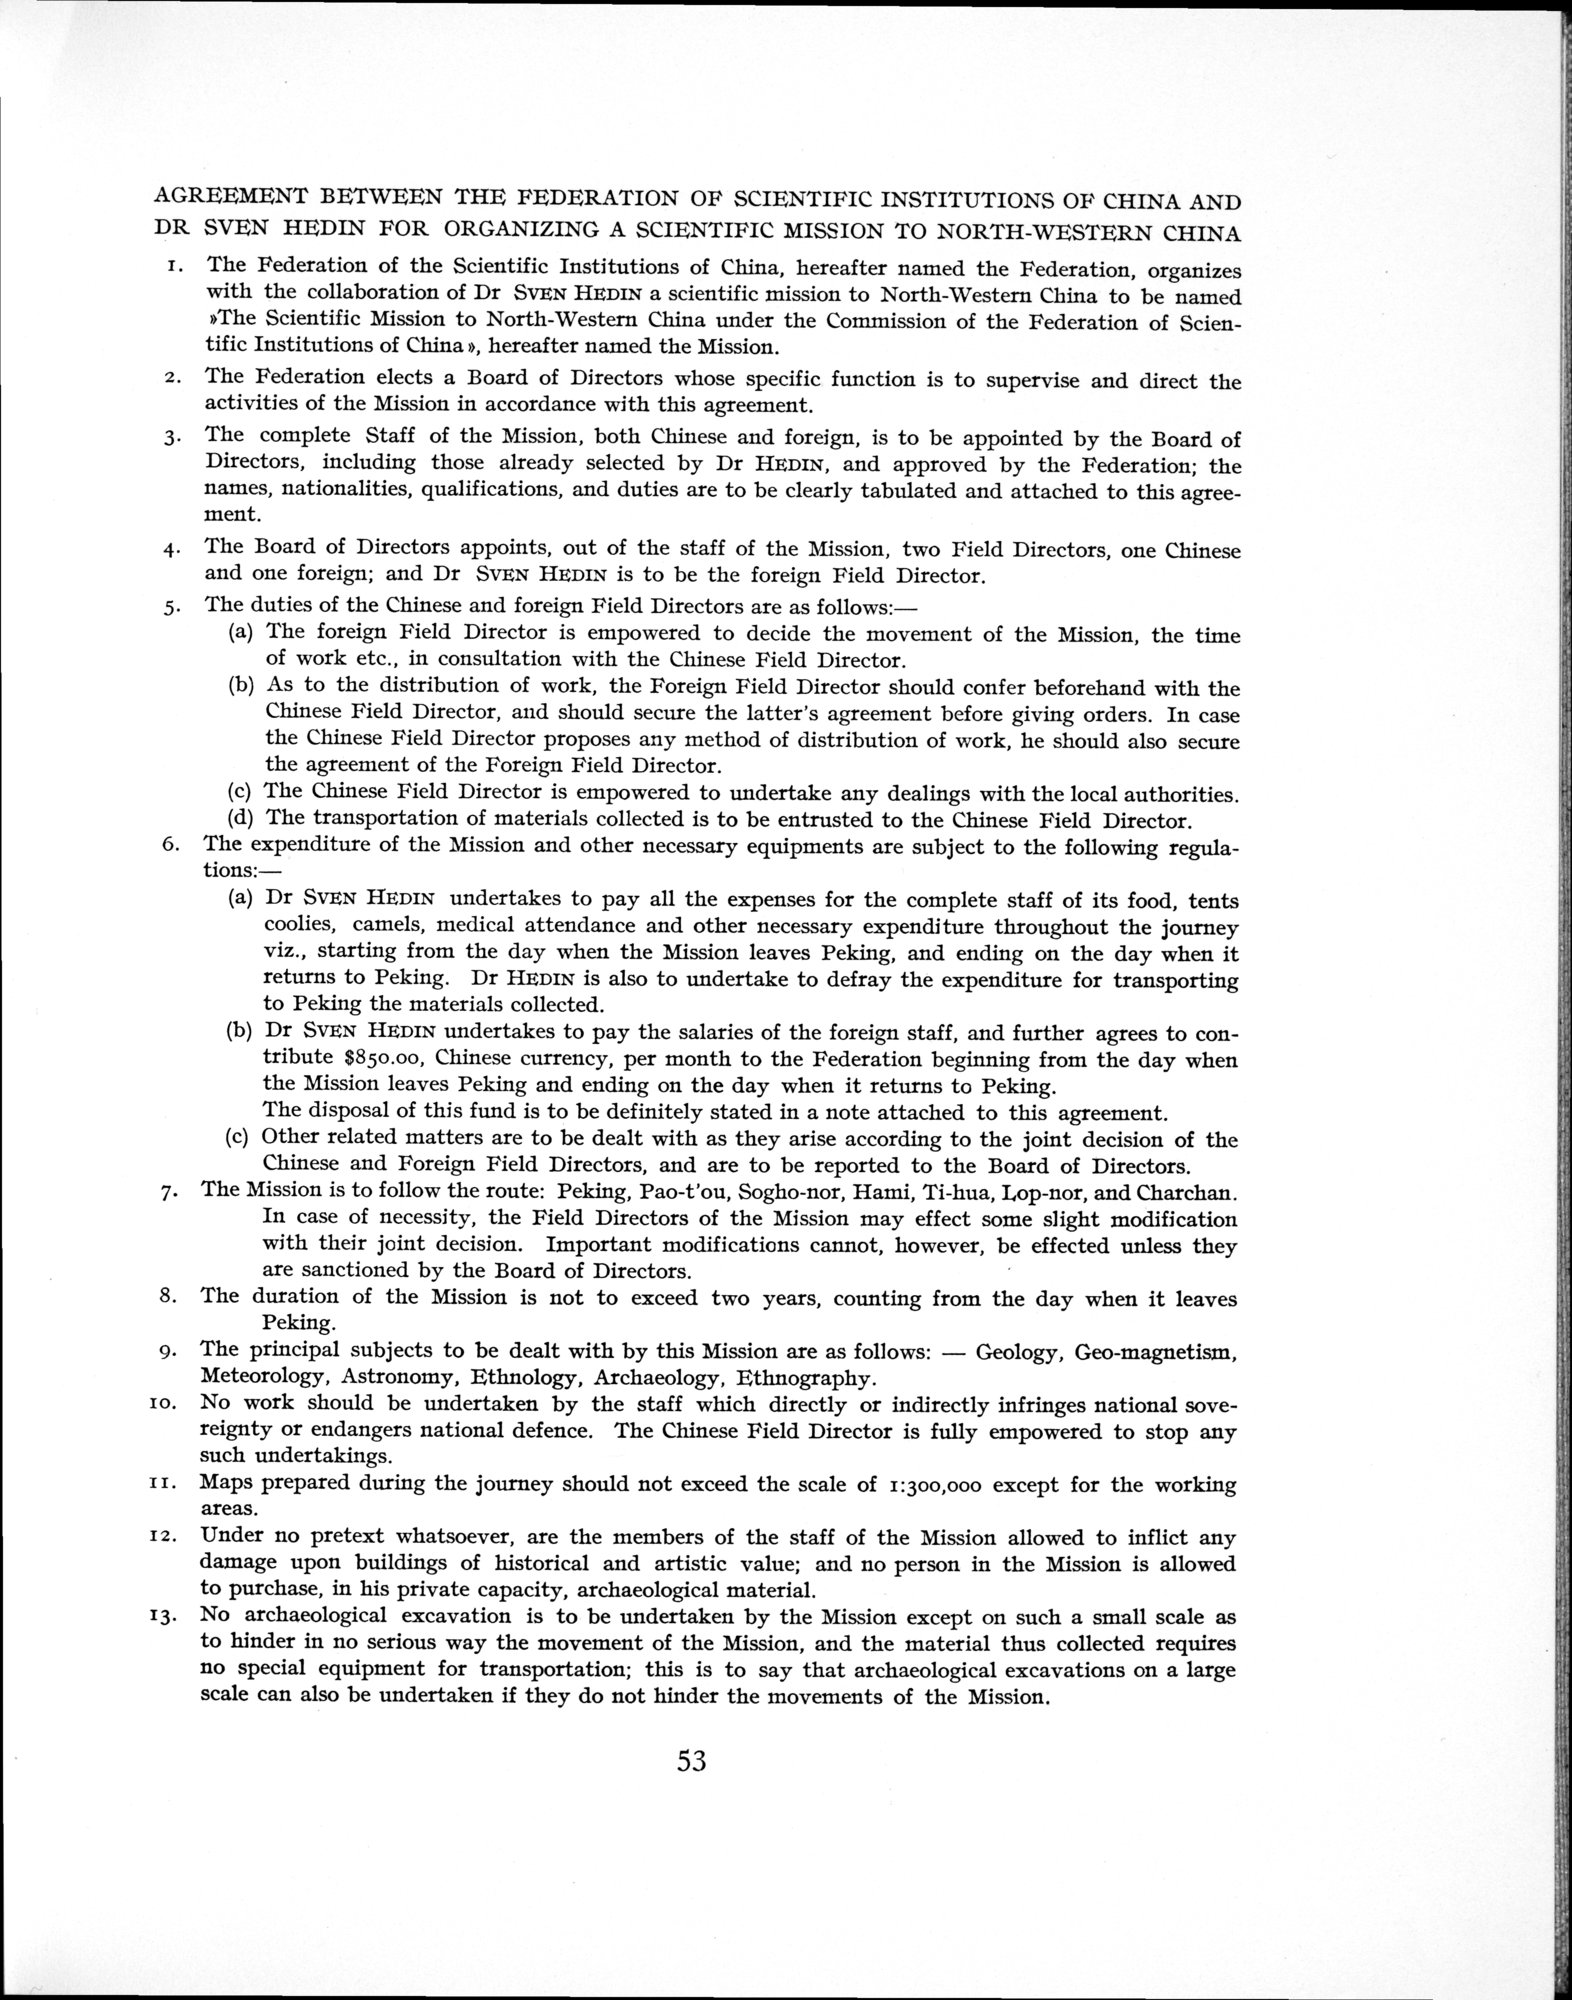 AGREEMENT BETWEEN THE FEDERATION OF SCIENTIFIC INSTITUTIONS OF CHINA AND
DR SVEN HEDIN FOR ORGANIZING A SCIENTIFIC MISSION TO NORTH-WESTERN CHINA
1. The Federation of the Scientific Institutions of China, hereafter named the Federation, organizes
with the collaboration of Dr SVEN HEDIN a scientific mission to North-Western China to be named
»The Scientific Mission to North-Western China under the Commission of the Federation of Scien-
tific Institutions of China», hereafter named the Mission.
2. The Federation elects a Board of Directors whose specific function is to supervise and direct the
activities of the Mission in accordance with this agreement.
3. The complete Staff of the Mission, both Chinese and foreign, is to be appointed by the Board of
Directors, including those already selected by Dr HEDIN, and approved by the Federation; the
names, nationalities, qualifications, and duties are to be clearly tabulated and attached to this agree-
ment.
4. The Board of Directors appoints, out of the staff of the Mission, two Field Directors, one Chinese
and one foreign; and Dr SVEN HEDIN is to be the foreign Field Director.
5. The duties of the Chinese and foreign Field Directors are as follows:—
(a) The foreign Field Director is empowered to decide the movement of the Mission, the time
of work etc., in consultation with the Chinese Field Director.
(b) As to the distribution of work, the Foreign Field Director should confer beforehand with the
Chinese Field Director, and should secure the latter's agreement before giving orders. In case
the Chinese Field Director proposes any method of distribution of work, he should also secure
the agreement of the Foreign Field Director.
(c) The Chinese Field Director is empowered to undertake any dealings with the local authorities.
(d) The transportation of materials collected is to be entrusted to the Chinese Field Director.
6. The expenditure of the Mission and other necessary equipments are subject to the following regula-
tions:—
(a) Dr SVEN HEDIN undertakes to pay all the expenses for the complete staff of its food, tents
coolies, camels, medical attendance and other necessary expenditure throughout the journey
viz., starting from the day when the Mission leaves Peking, and ending on the day when it
returns to Peking. Dr HEDIN is also to undertake to defray the expenditure for transporting
to Peking the materials collected.
(b) Dr SVEN HEDIN undertakes to pay the salaries of the foreign staff, and further agrees to con-
tribute $850.00, Chinese currency, per month to the Federation beginning from the day when
the Mission leaves Peking and ending on the day when it returns to Peking.
The disposal of this fund is to be definitely stated in a note attached to this agreement.
(c) Other related matters are to be dealt with as they arise according to the joint decision of the
Chinese and Foreign Field Directors, and are to be reported to the Board of Directors.
7. The Mission is to follow the route: Peking, Pao-t'ou, Sogho-nor, Hami, Ti-hua, Lop-nor, and Charchan.
In case of necessity, the Field Directors of the Mission may effect some slight modification
with their joint decision. Important modifications cannot, however, be effected unless they
are sanctioned by the Board of Directors.
8. The duration of the Mission is not to exceed two years, counting from the day when it leaves
Peking.
9. The principal subjects to be dealt with by this Mission are as follows: — Geology, Geo-magnetism,
Meteorology, Astronomy, Ethnology, Archaeology, Ethnography.
10. No work should be undertaken by the staff which directly or indirectly infringes national sove-
reignty or endangers national defence. The Chinese Field Director is fully empowered to stop any
such undertakings.
11. Maps prepared during the journey should not exceed the scale of 1:300,000 except for the working
areas.
12. Under no pretext whatsoever, are the members of the staff of the Mission allowed to inflict any
damage upon buildings of historical and artistic value; and no person in the Mission is allowed
to purchase, in his private capacity, archaeological material.
13. No archaeological excavation is to be undertaken by the Mission except on such a small scale as
to hinder in no serious way the movement of the Mission, and the material thus collected requires
no special equipment for transportation; this is to say that archaeological excavations on a large
scale can also be undertaken if they do not hinder the movements of the Mission.
53